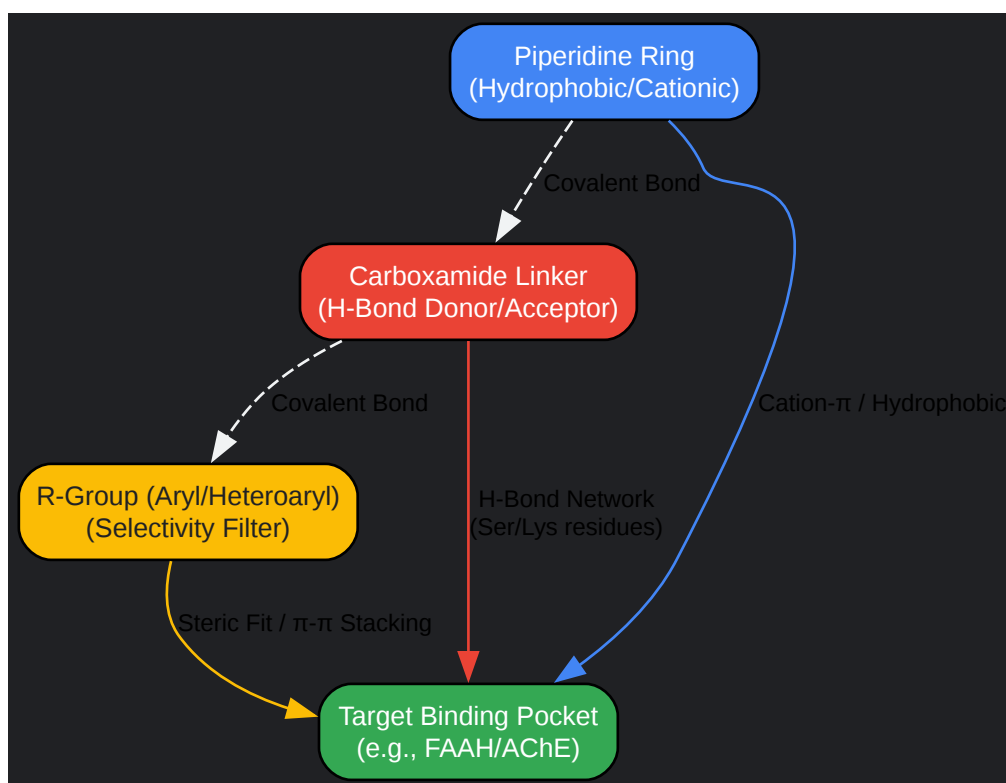 Piperidine Ring
(Hydrophobic/Cationic)
Covalent Bond
Carboxamide Linker
(H-Bond Donor/Acceptor)
Covalent Bond
Cation-π / Hydrophobic
R-Group (Aryl/Heteroaryl)
(Selectivity Filter)
H-Bond Network
(Ser/Lys residues)
Steric Fit / π-π Stacking
Target Binding Pocket
(e.g., FAAH/AChE)